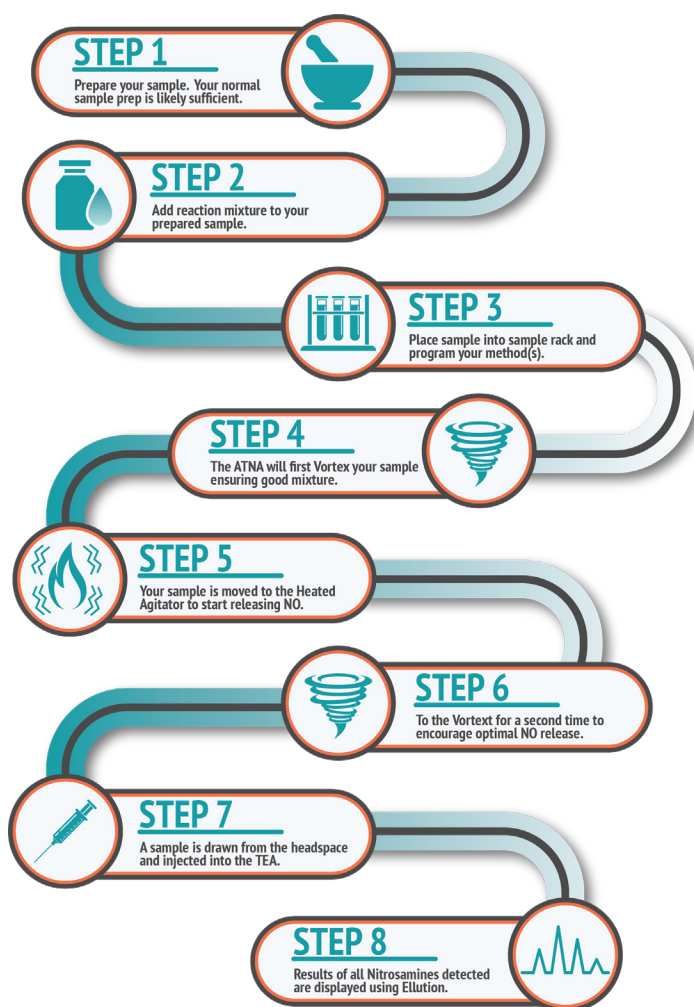 STEP 1
Prepare your sample. Your normal
sample prep is likely sufficient.
STEP 2
Add reaction mixture to your
prepared sample.
STEP 3
Place sample into sample rack and
program your method(s).
STEP 4
The ATNA will first Vortex your sample
ensuring good mixture.
STEP 5
Your sample is moved to the Heated
Agitator to start releasing NO.
STEP 6
To the Vortext for a second time to
encourage optimal NO release.
STEP 7
A sample is drawn from the headspace
and injected into the TEA.
STEP 8
Results of all Nitrosamines detected
are displayed using Ellution.